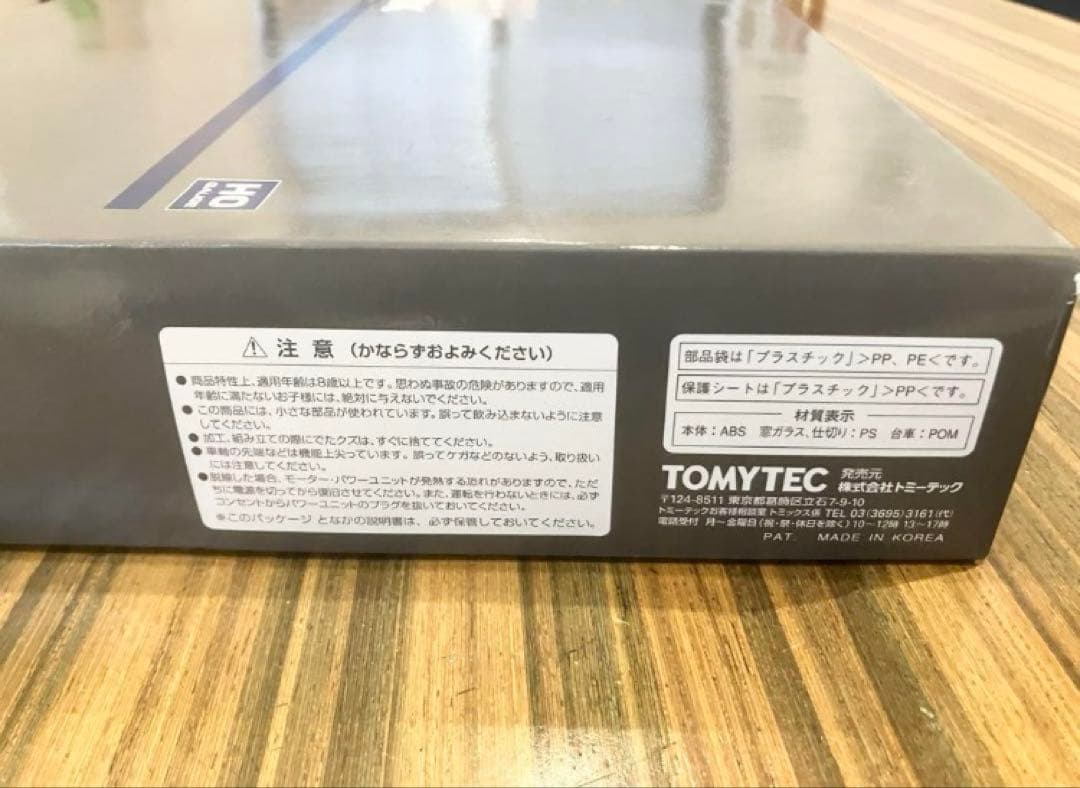 HO
SCALE
⚠ 注 意 (かならずおよみください)
● 商品特性上、適用年齢は8歳以上です。思わぬ事故の危険がありますので、適用
年齢に満たないお子様には、絶対に与えないでください。
● この商品には、小さな部品が使われています。誤って飲み込まないように注意
してください。
● 加工、組み立ての際にでたクズは、すぐに捨ててください。
● 車輪の先端などは機能上尖っています。誤ってケガなどのないよう、取り扱い
には注意してください。
● 脱線した場合、モーター・パワーユニットが発熱する恐れがありますので、ただ
ちに電源を切ってから復旧させてください。また、運転を行わないときには、必ず
コンセントからパワーユニットのプラグを抜いておいてください。
※このパッケージ となかの説明書は、必ず保管しておいてください。
部品袋は「プラスチック」>PP、PE<です。
保護シートは「プラスチック」>PP<です。
材質表示
本体:ABS 窓ガラス、仕切り:PS 台車:POM
TOMYTEC 発売元 株式会社トミーテック
〒124-8511 東京都葛飾区立石7-9-10
トミーテックお客様相談室 トミックス係 TEL 03(3695)3161(代)
電話受付 月〜金曜日(祝・祭・休日を除く)10〜12時 13〜17時
PAT. MADE IN KOREA